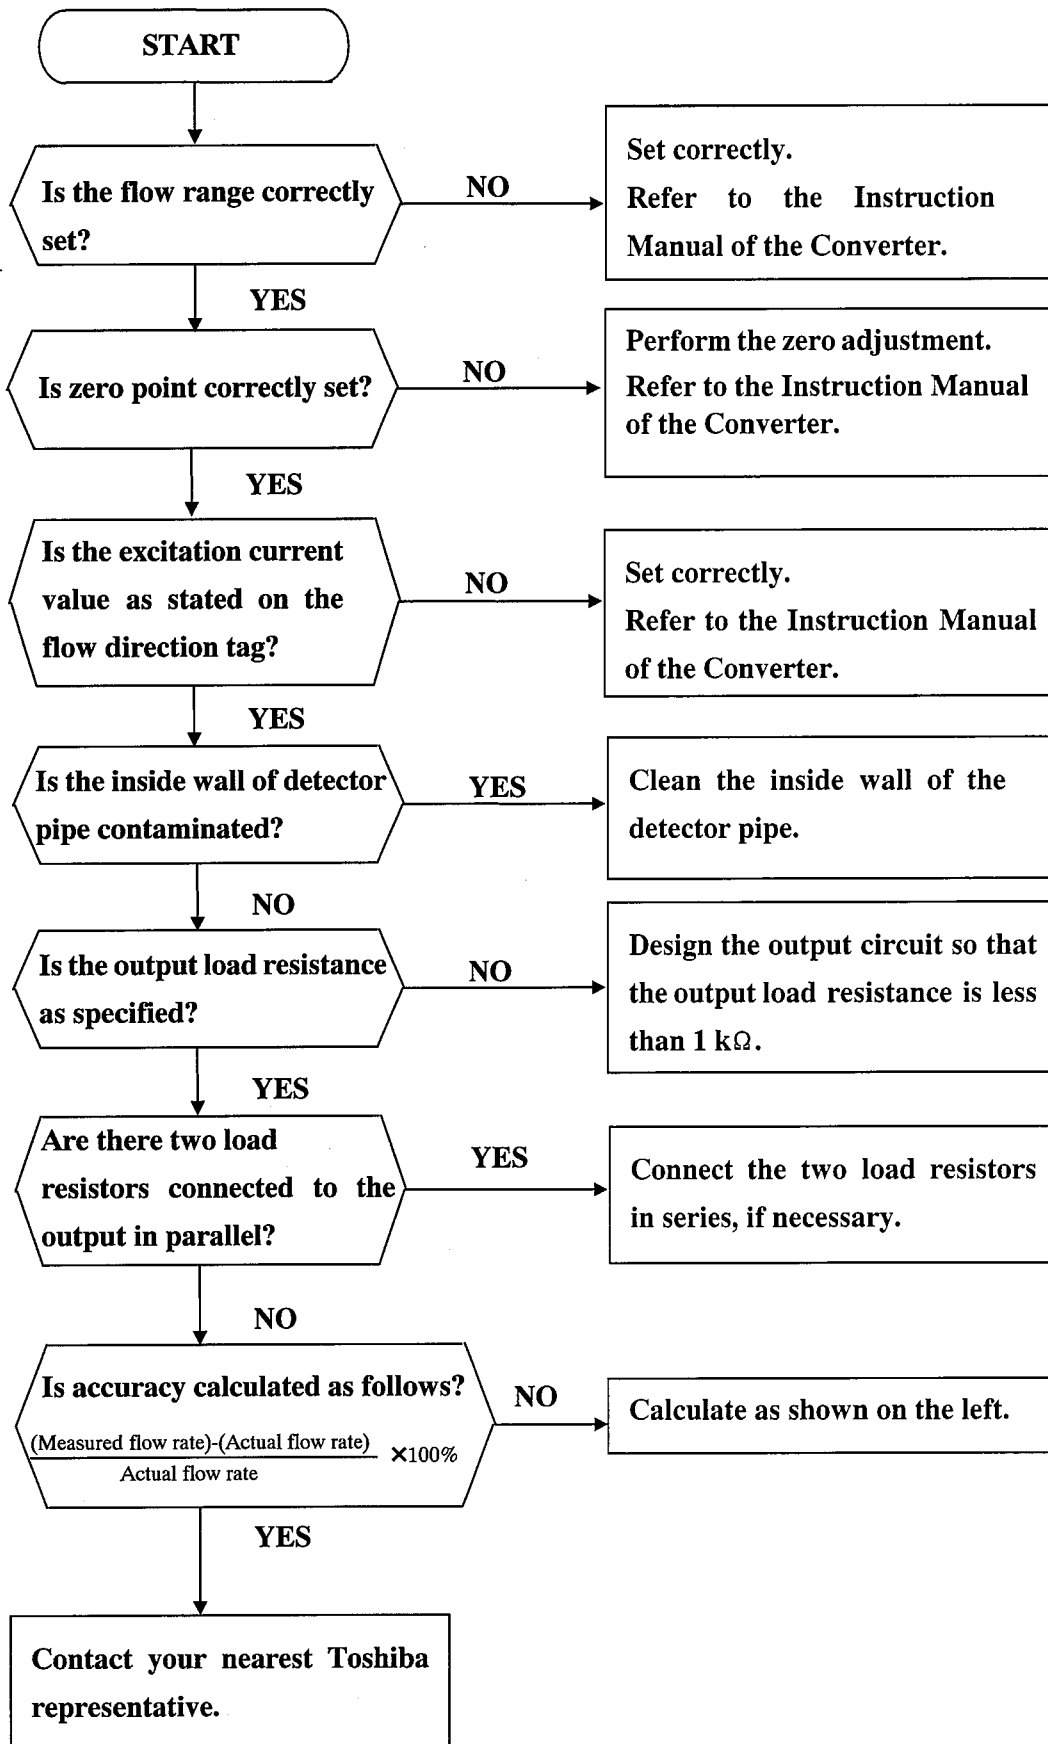 START
Is the flow range correctly
set?
NO
Set correctly.
Refer to the Instruction
Manual of the Converter.
YES
Is zero point correctly set?
NO
Perform the zero adjustment.
Refer to the Instruction Manual
of the Converter.
YES
Is the excitation current
value as stated on the
flow direction tag?
NO
Set correctly.
Refer to the Instruction Manual
of the Converter.
YES
Is the inside wall of detector
pipe contaminated?
YES
Clean the inside wall of the
detector pipe.
NO
Is the output load resistance
as specified?
NO
Design the output circuit so that
the output load resistance is less
than 1 kΩ.
YES
Are there two load
resistors connected to the
output in parallel?
YES
Connect the two load resistors
in series, if necessary.
NO
Is accuracy calculated as follows?
(Measured flow rate)-(Actual flow rate)
×100%
Actual flow rate
NO
Calculate as shown on the left.
YES
Contact your nearest Toshiba
representative.